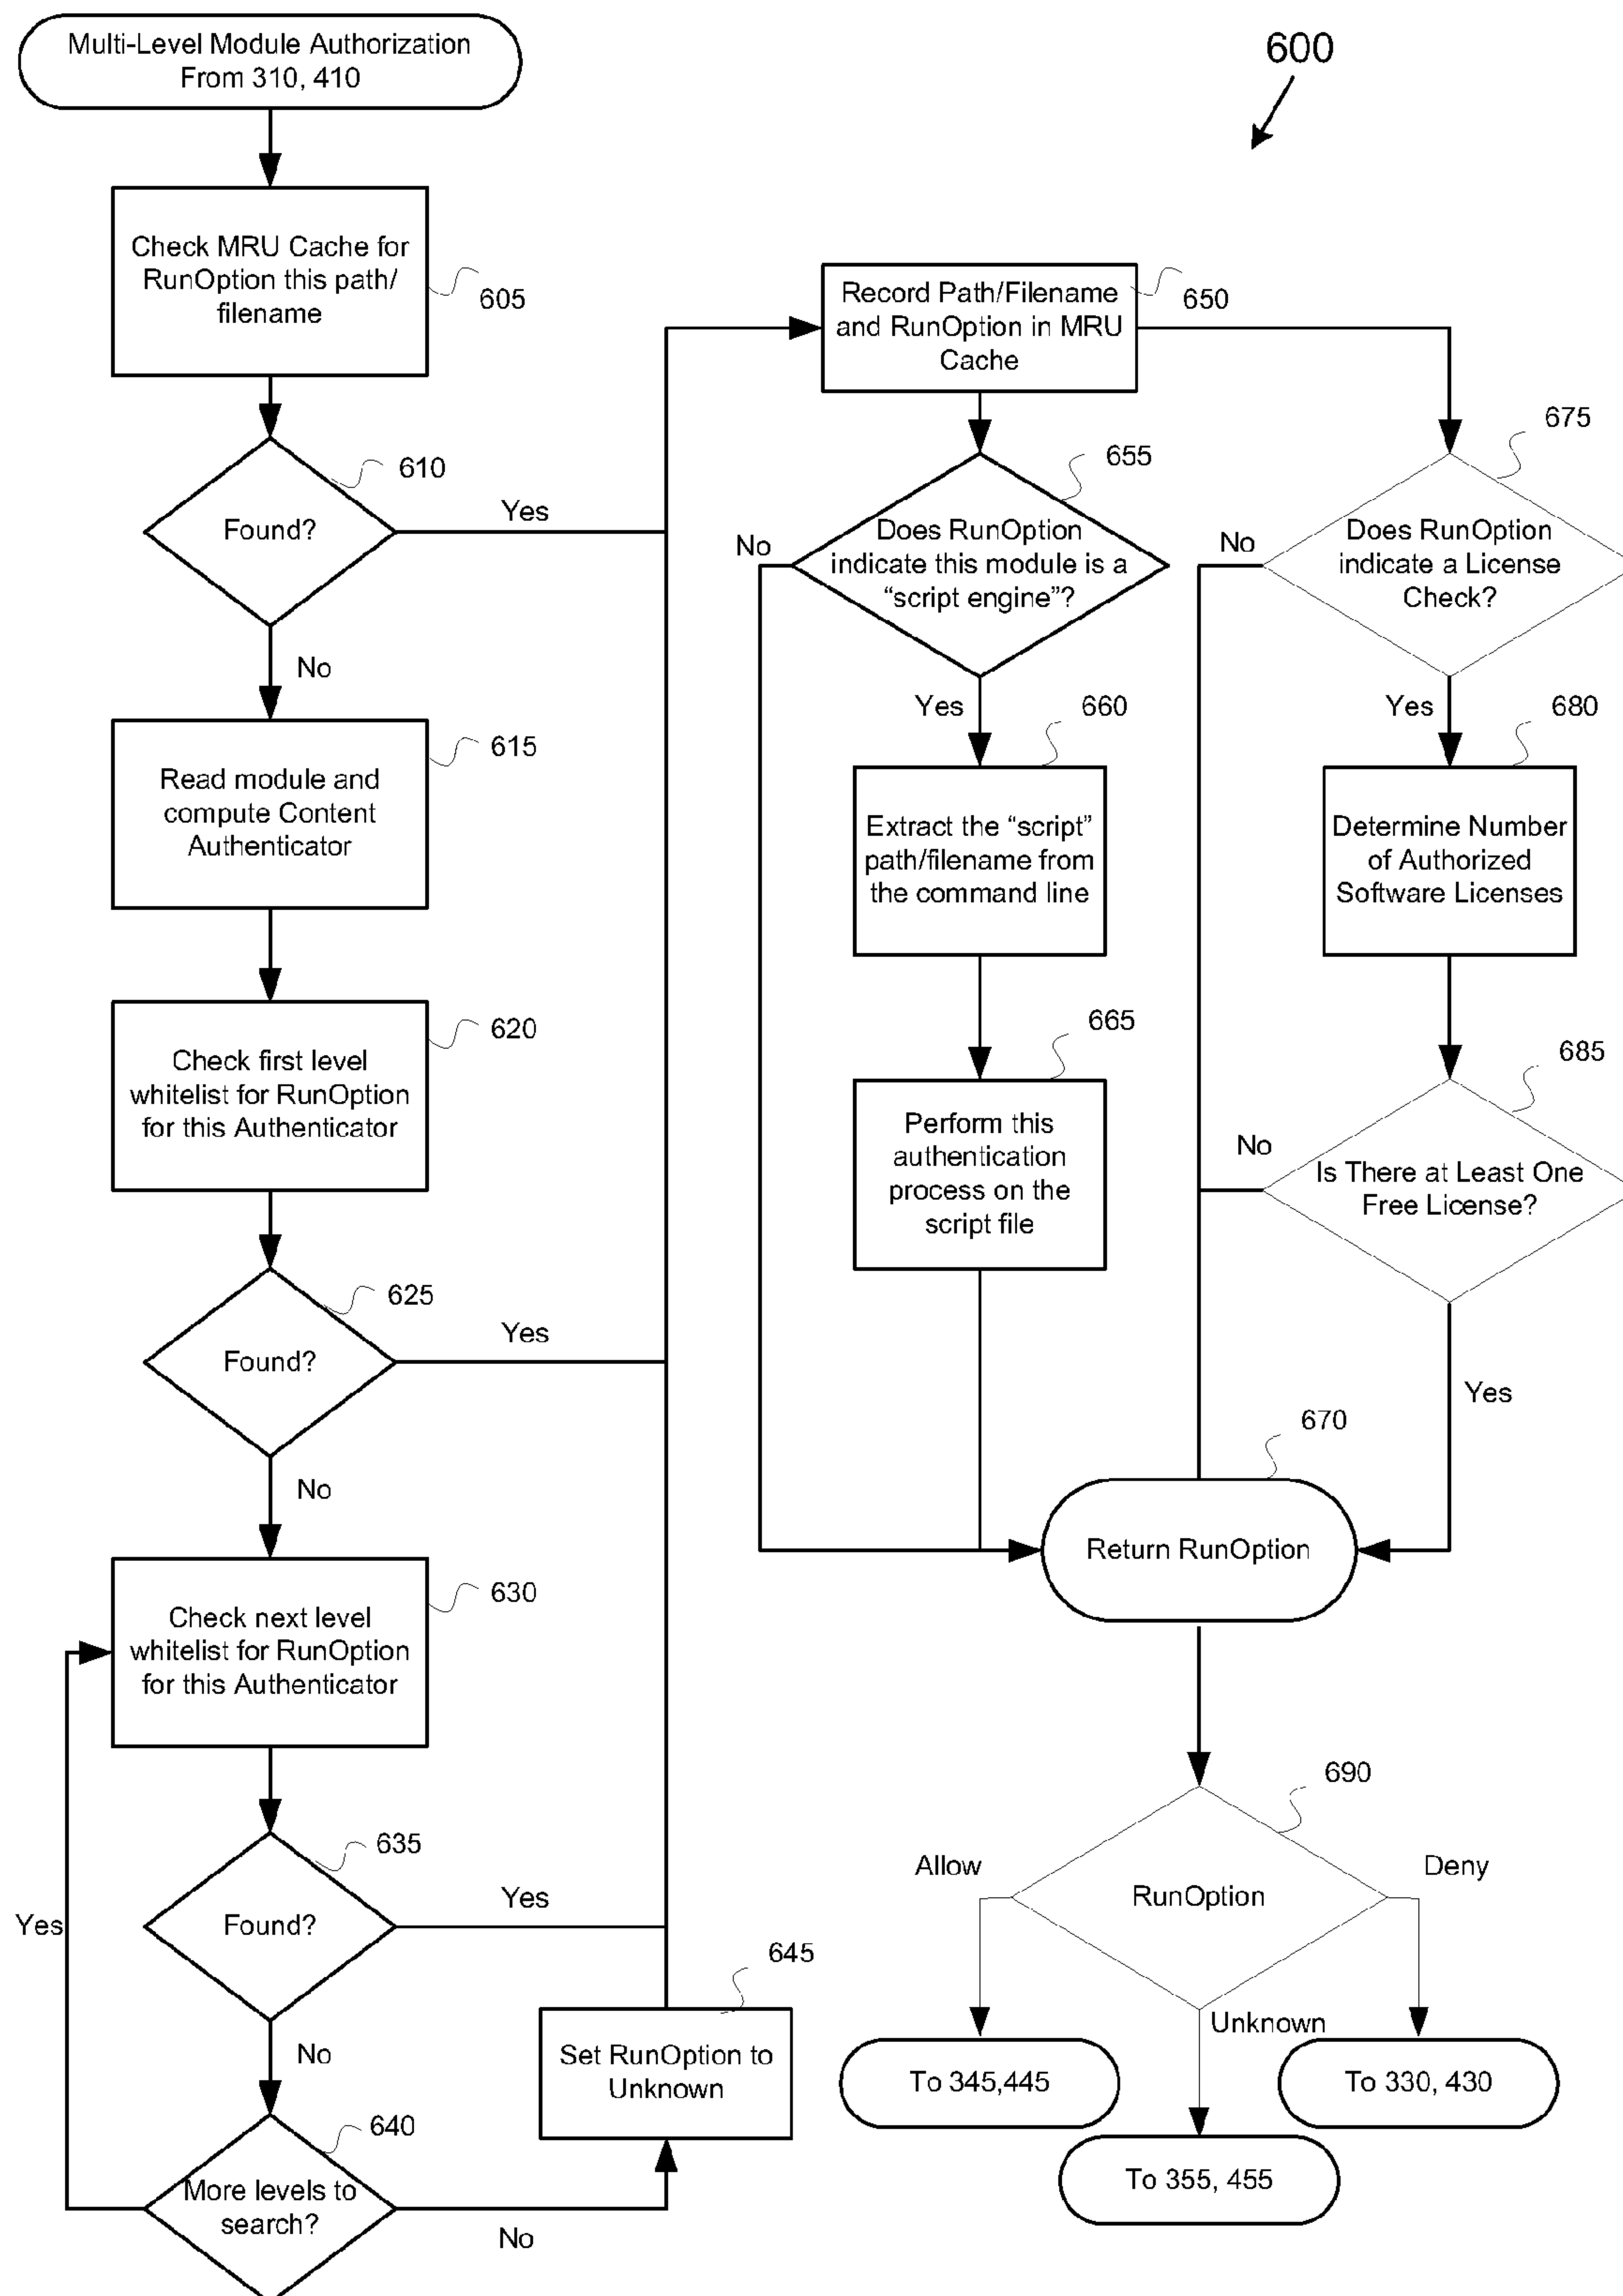 Multi-Level Module Authorization
From 310, 410
600
Check MRU Cache for
RunOption this path/
filename
605
Found?
610
Yes
No
Read module and
compute Content
Authenticator
615
Check first level
whitelist for RunOption
for this Authenticator
620
Found?
625
Yes
No
Check next level
whitelist for RunOption
for this Authenticator
630
Found?
635
Yes
No
More levels to
search?
640
Yes
No
Set RunOption to
Unknown
645
Record Path/Filename
and RunOption in MRU
Cache
650
Does RunOption
indicate this module is a
“script engine”?
655
No
Yes
Extract the “script”
path/filename from
the command line
660
Perform this
authentication
process on the
script file
665
Does RunOption
indicate a License
Check?
675
No
Yes
Determine Number
of Authorized
Software Licenses
680
Is There at Least One
Free License?
685
No
Yes
Return RunOption
670
RunOption
690
Allow
Unknown
Deny
To 345,445
To 355, 455
To 330, 430